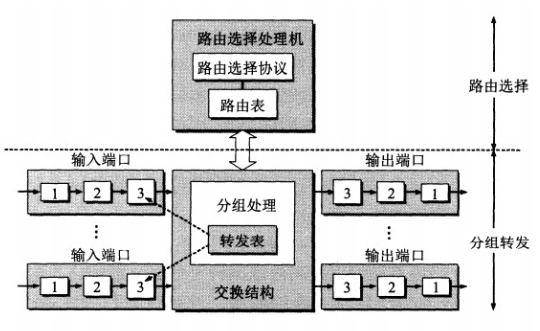 路由选择处理机
路由选择协议
路由表
路由选择
输入端口
输出端口
1 2 3
分组处理
3 2 1
转发表
分组转发
⋮
⋮
输入端口
输出端口
1 2 3
交换结构
3 2 1